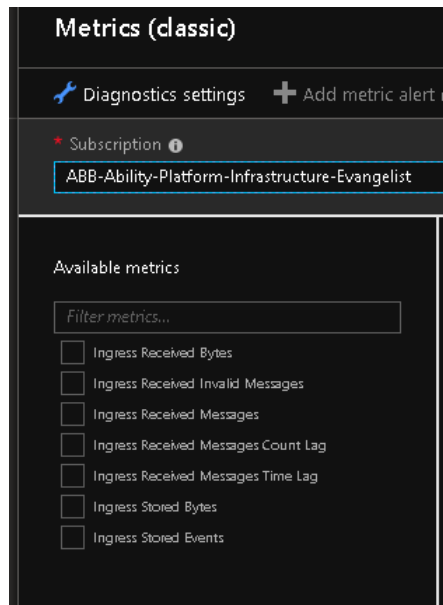 Metrics (classic)
Diagnostics settings Add metric alert
* Subscription
ABB-Ability-Platform-Infrastructure-Evangelist
Available metrics
Filter metrics...
Ingress Received Bytes
Ingress Received Invalid Messages
Ingress Received Messages
Ingress Received Messages Count Lag
Ingress Received Messages Time Lag
Ingress Stored Bytes
Ingress Stored Events